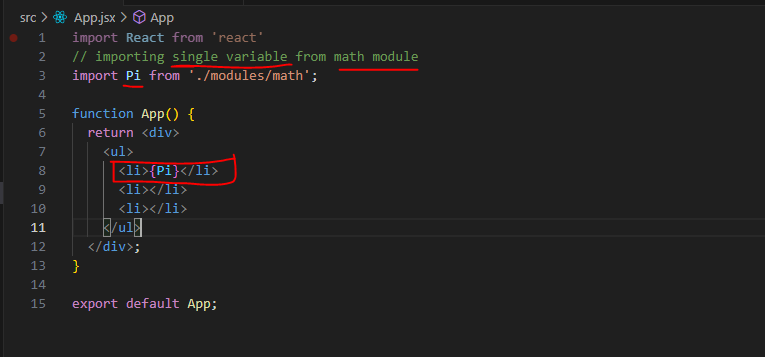 src > App.jsx > App
1 import React from 'react'
2 // importing single variable from math module
3 import Pi from './modules/math';
4
5 function App() {
6 return <div>
7 <ul>
8 <li>{Pi}</li>
9 <li></li>
10 <li></li>
11 </ul>
12 </div>;
13 }
14
15 export default App;